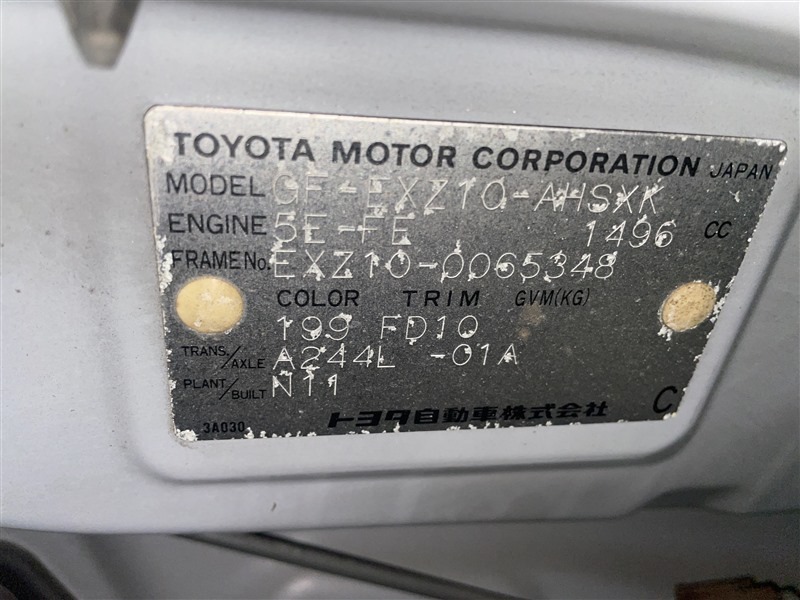 TOYOTA MOTOR CORPORATION JAPAN
MODEL GF-EXZ10-AHSXK
ENGINE 5E-FE 1496 CC
FRAME No. EXZ10-0065348
COLOR TRIM GVM(KG)
199 FD10
TRANS./AXLE A244L -01A
PLANT/BUILT N11
3A030 トヨタ自動車株式会社 C